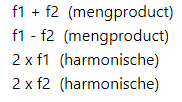 f1 + f2 (mengproduct)
f1 - f2 (mengproduct)
2 x f1 (harmonische)
2 x f2 (harmonische)